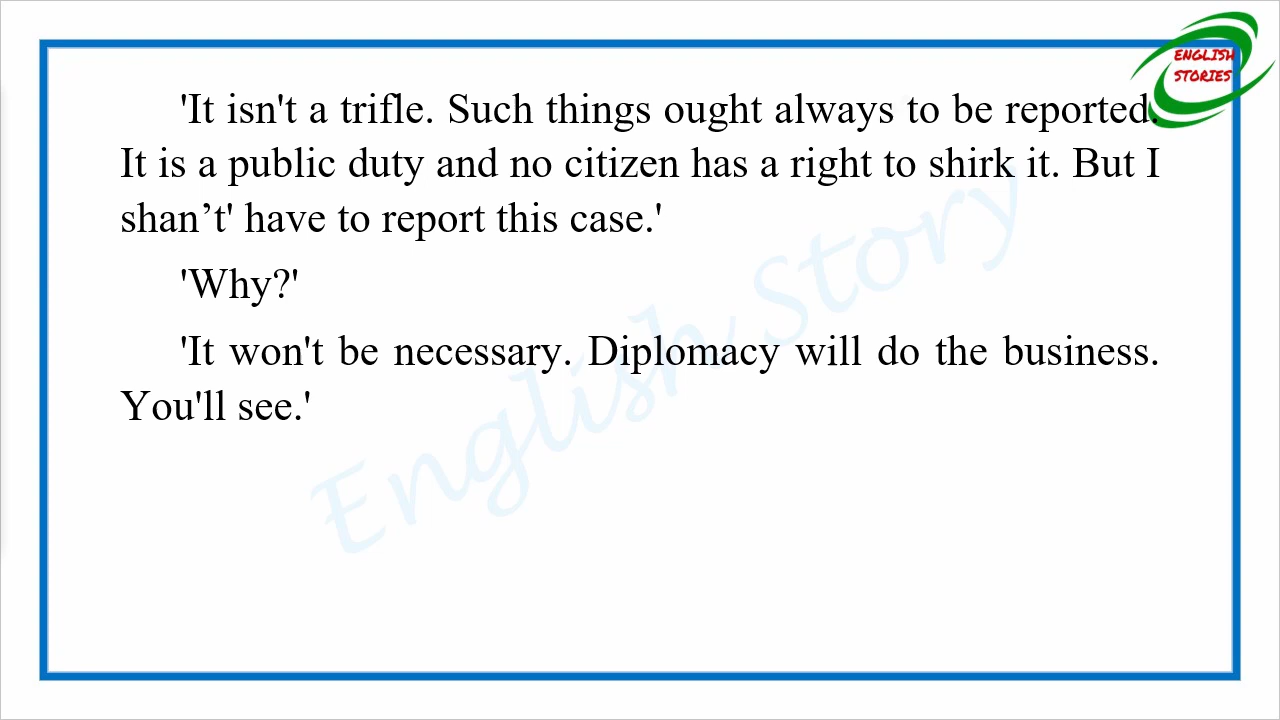 ENGLISH
STORIES
'It isn't a trifle. Such things ought always to be reported.
It is a public duty and no citizen has a right to shirk it. But I
shan’t' have to report this case.'
'Why?'
'It won't be necessary. Diplomacy will do the business.
You'll see.'
English Story